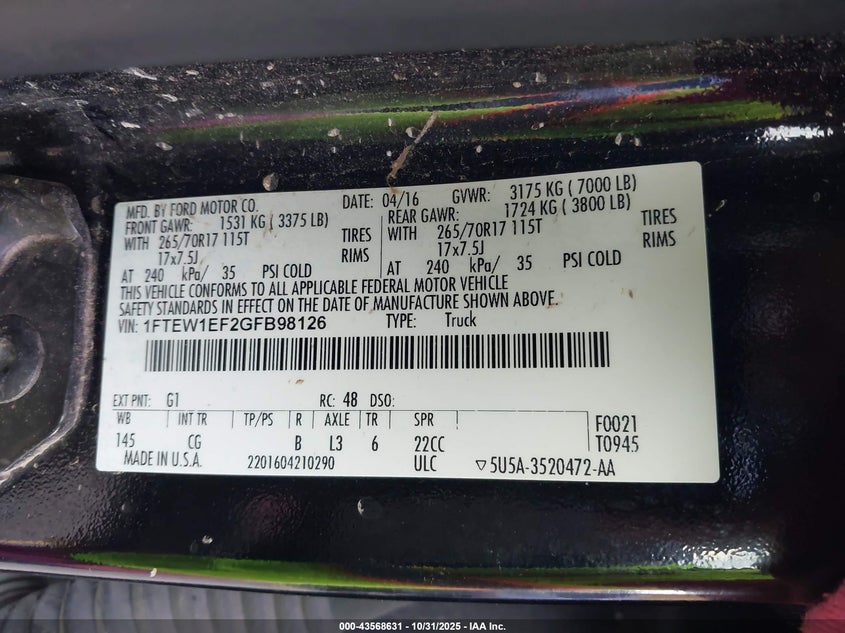 MFD. BY FORD MOTOR CO. DATE: 04/16 GVWR: 3175 KG ( 7000 LB)
FRONT GAWR: 1531 KG ( 3375 LB) REAR GAWR: 1724 KG ( 3800 LB)
WITH 265/70R17 115T TIRES WITH 265/70R17 115T TIRES
17x7.5J RIMS 17x7.5J RIMS
AT 240 kPa/ 35 PSI COLD AT 240 kPa/ 35 PSI COLD
THIS VEHICLE CONFORMS TO ALL APPLICABLE FEDERAL MOTOR VEHICLE
SAFETY STANDARDS IN EFFECT ON THE DATE OF MANUFACTURE SHOWN ABOVE.
VIN: 1FTEW1EF2GFB98126 TYPE: Truck
EXT PNT: G1 RC: 48 DSO:
WB INT TR TP/PS R AXLE TR SPR F0021
145 CG B L3 6 22CC T0945
MADE IN U.S.A. 2201604210290 ULC ▽5U5A-3520472-AA
000-43568631 - 10/31/2025 - IAA Inc.